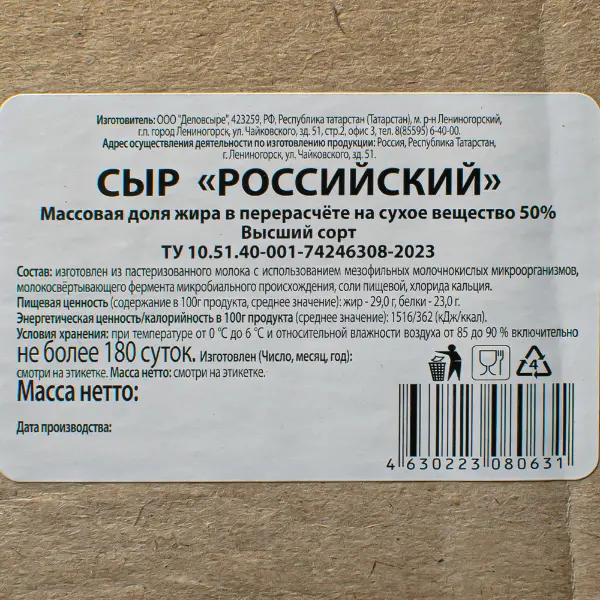 Изготовитель: ООО "Деловсыре", 423259, РФ, Республика татарстан (Татарстан), м. р-н Лениногорский,
г.п. город Лениногорск, ул. Чайковского, зд. 51, стр.2, офис 3, тел. 8(85595) 6-40-00.
Адрес осуществления деятельности по изготовлению продукции: Россия, Республика Татарстан,
г. Лениногорск, ул. Чайковского, зд. 51.
СЫР «РОССИЙСКИЙ»
Массовая доля жира в перерасчёте на сухое вещество 50%
Высший сорт
ТУ 10.51.40-001-74246308-2023
Состав: изготовлен из пастеризованного молока с использованием мезофильных молочнокислых микроорганизмов,
молокосвёртывающего фермента микробиального происхождения, соли пищевой, хлорида кальция.
Пищевая ценность (содержание в 100г продукта, среднее значение): жир - 29,0 г, белки - 23,0 г.
Энергетическая ценность/калорийность в 100г продукта (среднее значение): 1516/362 (кДж/ккал).
Условия хранения: при температуре от 0 °С до 6 °С и относительной влажности воздуха от 85 до 90 % включительно
не более 180 суток. Изготовлен (Число, месяц, год):
смотри на этикетке. Масса нетто: смотри на этикетке.
Масса нетто:
4
Дата производства:
4 630223 080631